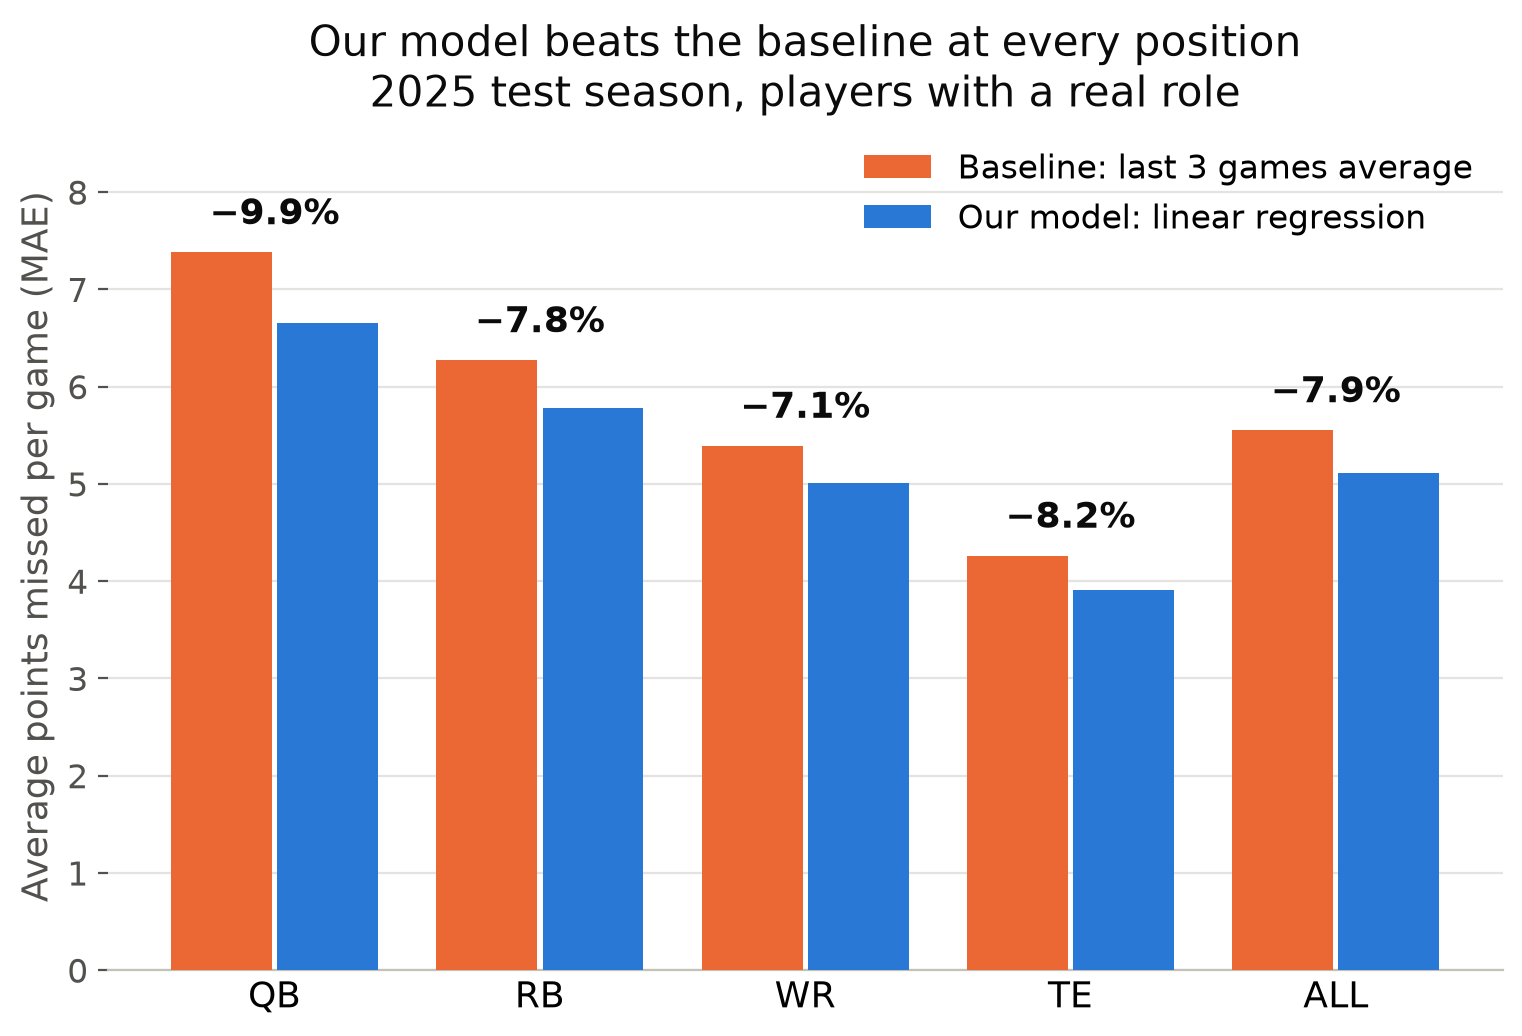 Our model beats the baseline at every position
2025 test season, players with a real role
Baseline: last 3 games average
Our model: linear regression
Average points missed per game (MAE)
8
7
6
5
4
3
2
1
0
−9.9%
−7.8%
−7.1%
−8.2%
−7.9%
QB
RB
WR
TE
ALL